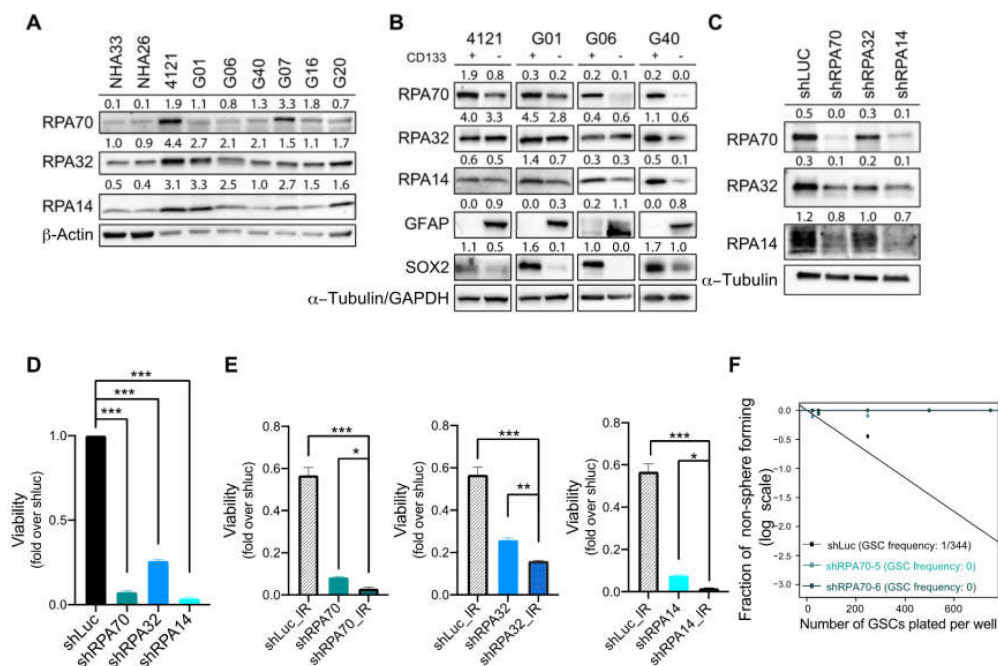 A
NHA33 NHA26 4121 G01 G06 G40 G07 G16 G20
0.1 0.1 1.9 1.1 0.8 1.3 3.3 1.8 0.7
RPA70
1.0 0.9 4.4 2.7 2.1 2.1 1.5 1.1 1.7
RPA32
0.5 0.4 3.1 3.3 2.5 1.0 2.7 1.5 1.6
RPA14
β-Actin
B
4121 G01 G06 G40
CD133 + - + - + - + -
1.9 0.8 0.3 0.2 0.2 0.1 0.2 0.0
RPA70
4.0 3.3 4.5 2.8 0.4 0.6 1.1 0.6
RPA32
0.6 0.5 1.4 0.7 0.3 0.3 0.5 0.1
RPA14
0.0 0.9 0.0 0.3 0.2 1.1 0.0 0.8
GFAP
1.1 0.5 1.6 0.1 1.0 0.0 1.7 1.0
SOX2
α-Tubulin/GAPDH
C
shLUC shRPA70 shRPA32 shRPA14
0.5 0.0 0.3 0.1
RPA70
0.3 0.1 0.2 0.1
RPA32
1.2 0.8 1.0 0.7
RPA14
α-Tubulin
D
***
***
***
Viability
(fold over shluc)
1.0
0.5
0.0
shLuc shRPA70 shRPA32 shRPA14
E
Viability
(fold over shluc)
0.8
0.6
0.4
0.2
0.0
***
*
shLuc_IR shRPA70 shRPA70_IR
Viability
(fold over shluc)
0.8
0.6
0.4
0.2
0.0
***
**
shLuc_IR shRPA32 shRPA32_IR
Viability
(fold over shluc)
0.8
0.6
0.4
0.2
0.0
***
*
shLuc_IR shRPA14 shRPA14_IR
F
Fraction of non-sphere forming
(log scale)
0.0
-0.5
-1.0
-1.5
-2.0
-2.5
-3.0
shLuc (GSC frequency: 1/344)
shRPA70-5 (GSC frequency: 0)
shRPA70-6 (GSC frequency: 0)
0 200 400 600
Number of GSCs plated per well